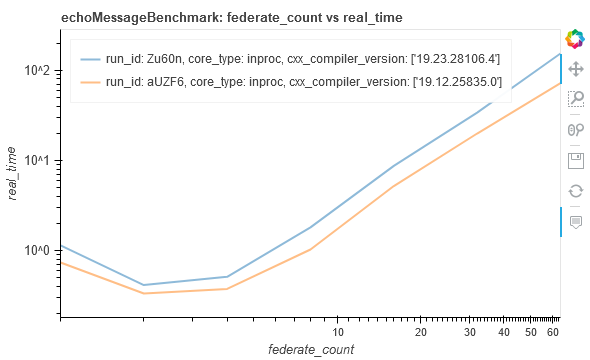 echoMessageBenchmark: federate_count vs real_time
run_id: Zu60n, core_type: inproc, cxx_compiler_version: ['19.23.28106.4']
run_id: aUZF6, core_type: inproc, cxx_compiler_version: ['19.12.25835.0']
10^2
10^1
10^0
real_time
10 20 30 40 50 60
federate_count